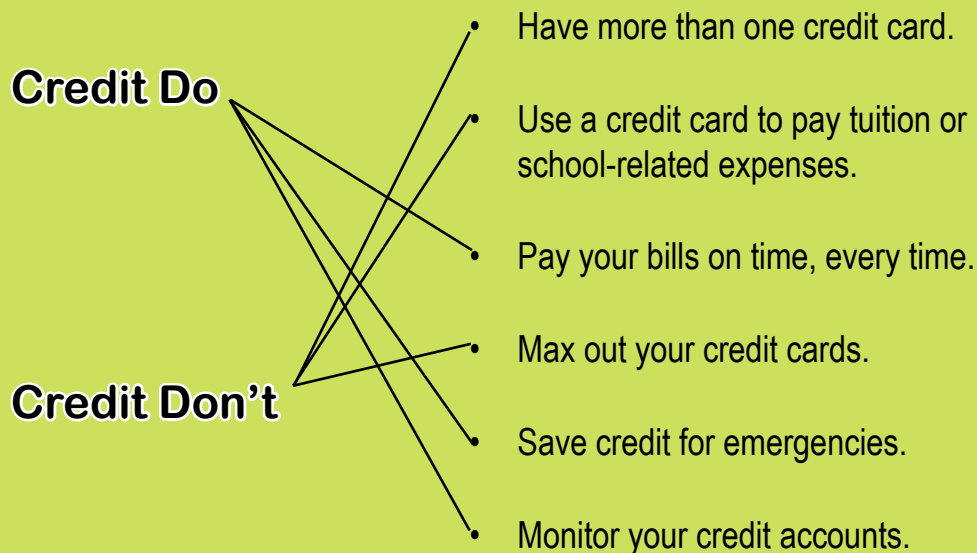 • Have more than one credit card.
Credit Do
• Use a credit card to pay tuition or
school-related expenses.
• Pay your bills on time, every time.
• Max out your credit cards.
Credit Don’t
• Save credit for emergencies.
• Monitor your credit accounts.